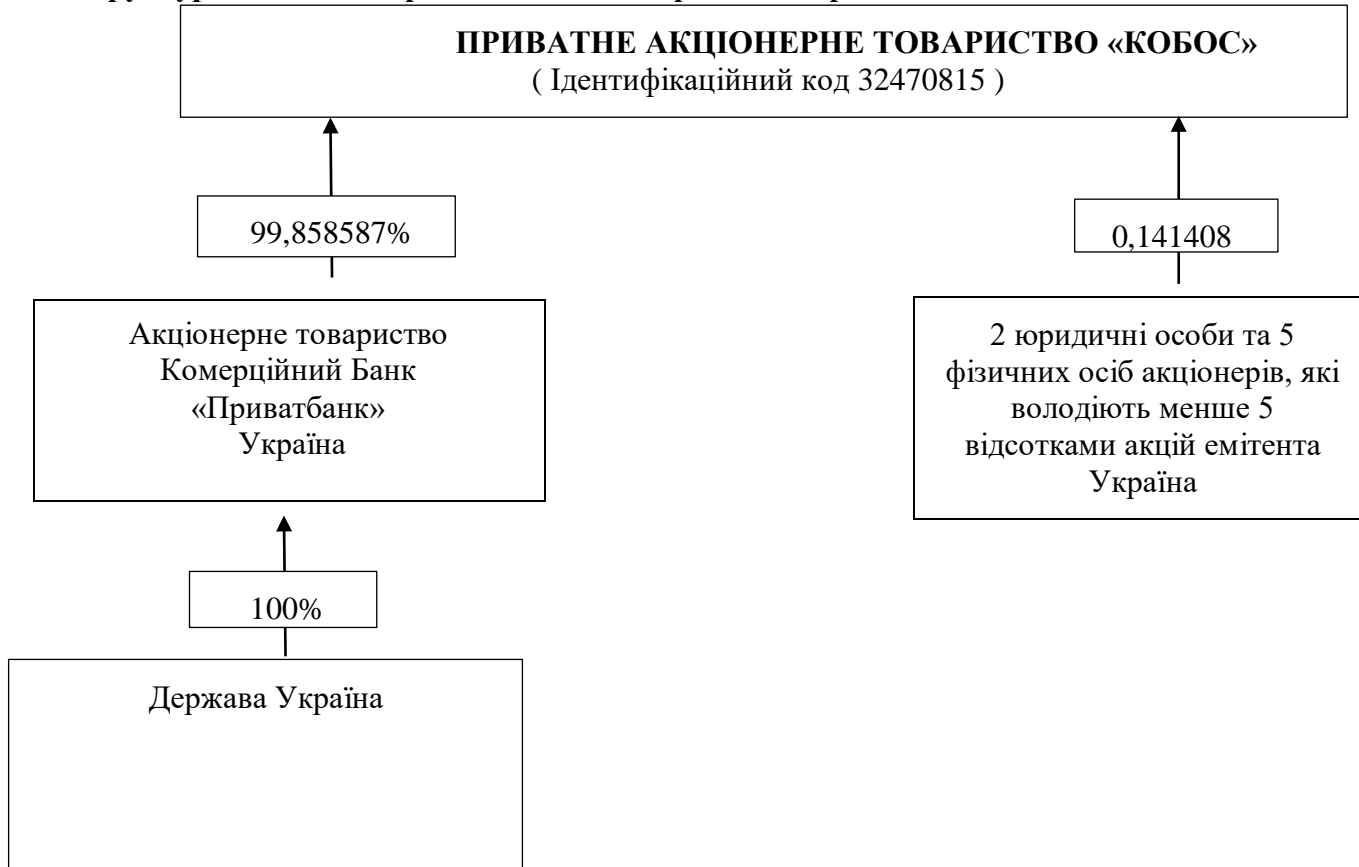 ПРИВАТНЕ АКЦІОНЕРНЕ ТОВАРИСТВО «КОБОС»
( Ідентифікаційний код 32470815 )
99,858587%
0,141408
Акціонерне товариство
Комерційний Банк
«Приватбанк»
Україна
2 юридичні особи та 5
фізичних осіб акціонерів, які
володіють менше 5
відсотками акцій емітента
Україна
100%
Держава Україна